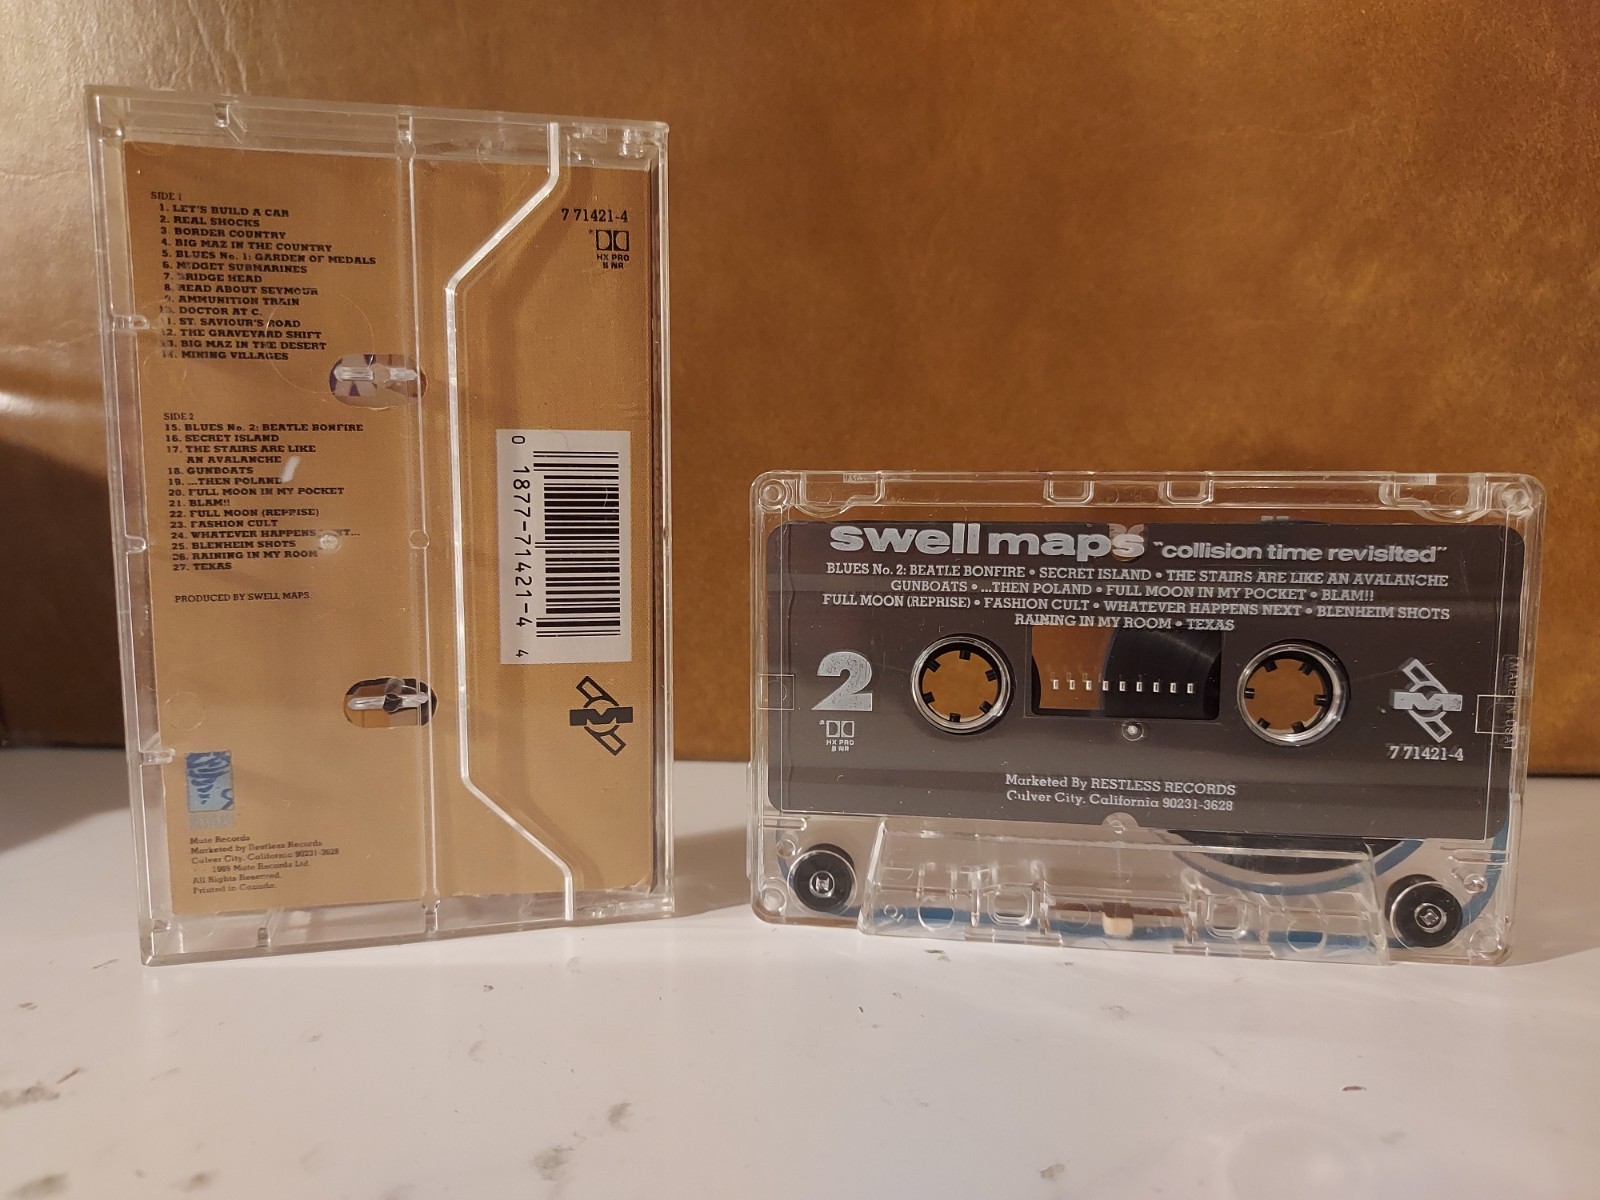 SIDE 1
1. LET'S BUILD A CAR
2. REAL SHOCKS
3 BORDER COUNTRY
4. BIG MAZ IN THE COUNTRY
5. BLUES No. 1: GARDEN OF MEDALS
6. MIDGET SUBMARINES
7. BRIDGE HEAD
8. READ ABOUT SEYMOUR
9. AMMUNITION TRAIN
10. DOCTOR AT C.
11. ST. SAVIOUR'S ROAD
12. THE GRAVEYARD SHIFT
13. BIG MAZ IN THE DESERT
14. MINING VILLAGES
SIDE 2
15. BLUES No. 2: BEATLE BONFIRE
16. SECRET ISLAND
17. THE STAIRS ARE LIKE
AN AVALANCHE
18. GUNBOATS
19. ...THEN POLAND
20. FULL MOON IN MY POCKET
21. BLAM!!
22. FULL MOON (REPRISE)
23. FASHION CULT
24. WHATEVER HAPPENS NEXT...
25. BLENHEIM SHOTS
26. RAINING IN MY ROOM
27. TEXAS
PRODUCED BY SWELL MAPS
Mute Records
Marketed by Restless Records
Culver City, California 90231-3628
1989 Mute Records Ltd.
All Rights Reserved.
Printed in Canada.
7 71421-4
HX PRO
B NR
0 1877-71421-4 4
M
swell maps "collision time revisited"
BLUES No. 2: BEATLE BONFIRE • SECRET ISLAND • THE STAIRS ARE LIKE AN AVALANCHE
GUNBOATS • ...THEN POLAND • FULL MOON IN MY POCKET • BLAM!!
FULL MOON (REPRISE) • FASHION CULT • WHATEVER HAPPENS NEXT • BLENHEIM SHOTS
RAINING IN MY ROOM • TEXAS
2
HX PRO
B NR
M
7 71421-4
MADE IN USA
Marketed By RESTLESS RECORDS
Culver City, California 90231-3628